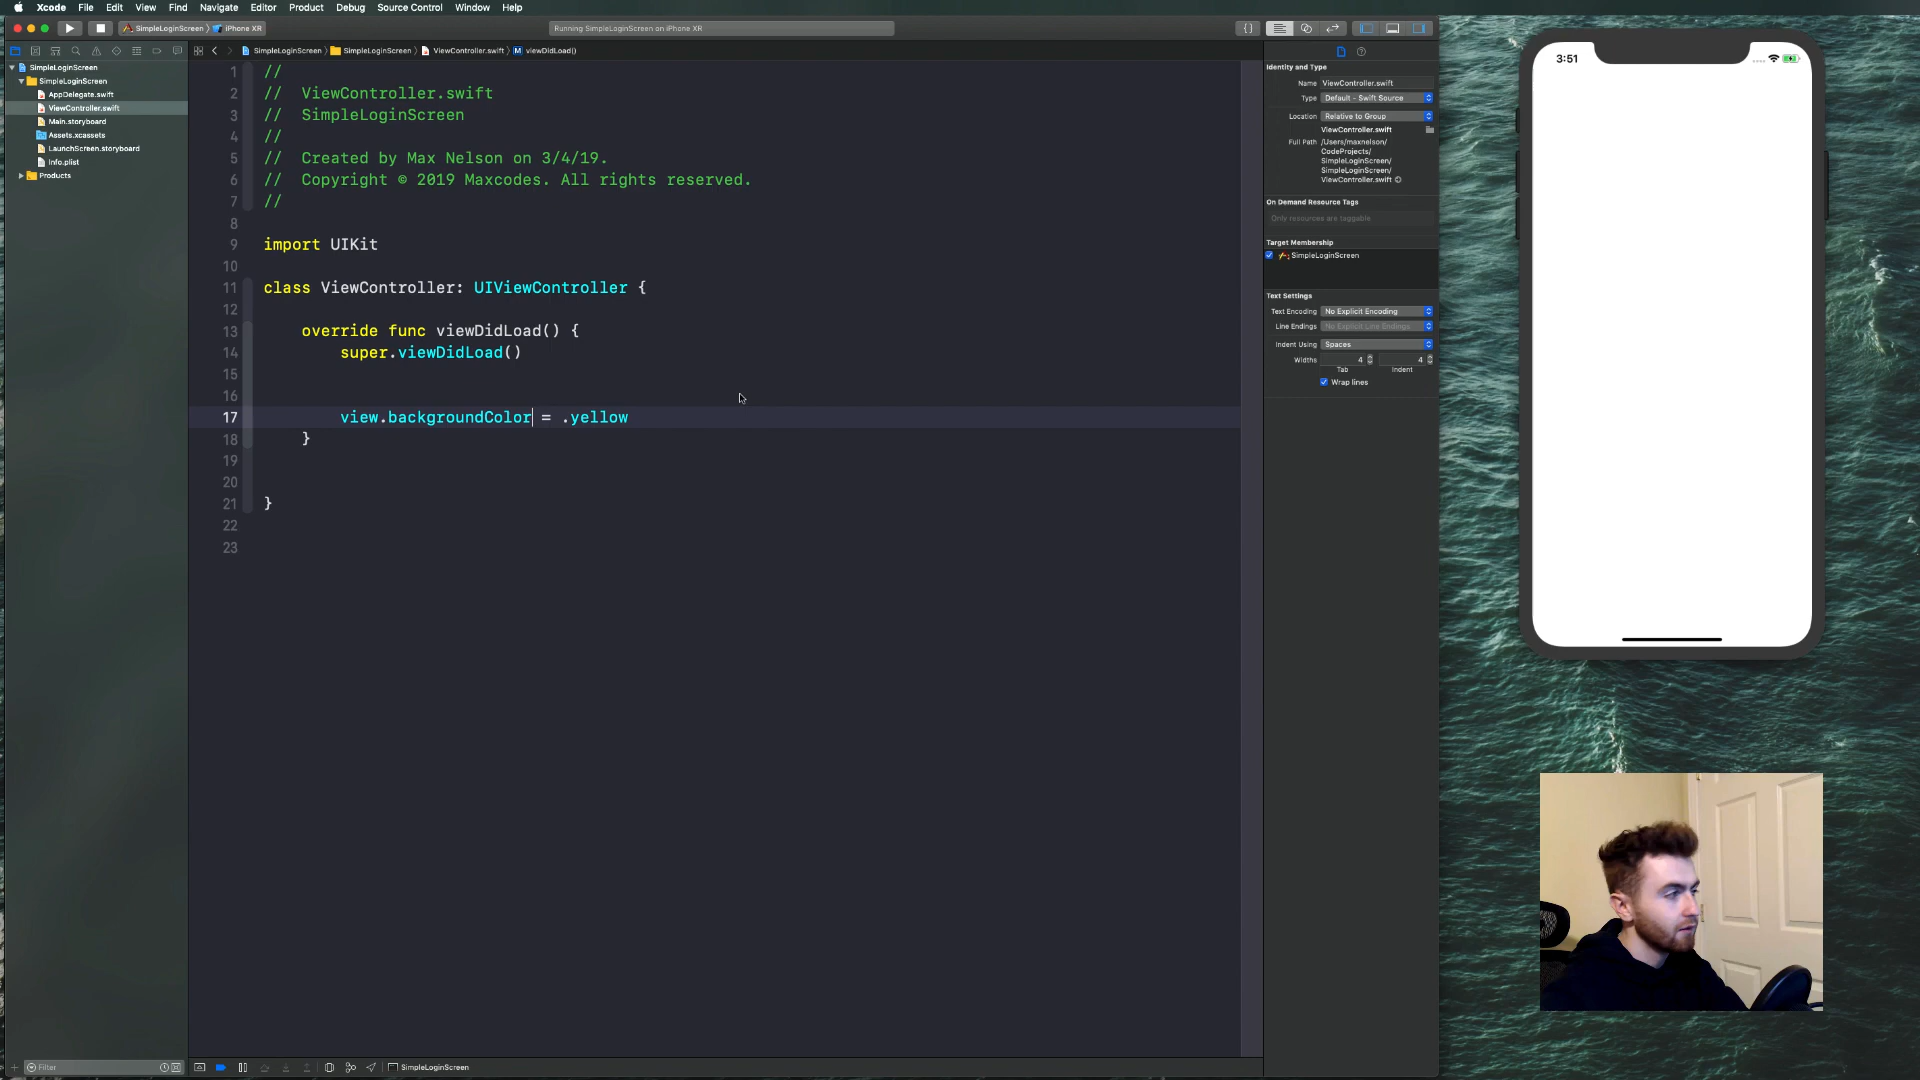 Xcode File Edit View Find Navigate Editor Product Debug Source Control Window Help
SimpleLoginScreen iPhone XR
Running SimpleLoginScreen on iPhone XR
SimpleLoginScreen SimpleLoginScreen ViewController.swift M viewDidLoad()
SimpleLoginScreen
SimpleLoginScreen
AppDelegate.swift
ViewController.swift
Main.storyboard
Assets.xcassets
LaunchScreen.storyboard
Info.plist
Products
Filter
1 //
2 // ViewController.swift
3 // SimpleLoginScreen
4 //
5 // Created by Max Nelson on 3/4/19.
6 // Copyright © 2019 Maxcodes. All rights reserved.
7 //
8
9 import UIKit
10
11 class ViewController: UIViewController {
12
13 override func viewDidLoad() {
14 super.viewDidLoad()
15
16
17 view.backgroundColor = .yellow
18 }
19
20
21 }
22
23
SimpleLoginScreen
Identity and Type
Name ViewController.swift
Type Default - Swift Source
Location Relative to Group
ViewController.swift
Full Path /Users/maxnelson/
CodeProjects/
SimpleLoginScreen/
SimpleLoginScreen/
ViewController.swift
On Demand Resource Tags
Only resources are taggable
Target Membership
SimpleLoginScreen
Text Settings
Text Encoding No Explicit Encoding
Line Endings No Explicit Line Endings
Indent Using Spaces
Widths 4 4
Tab Indent
Wrap lines
3:51